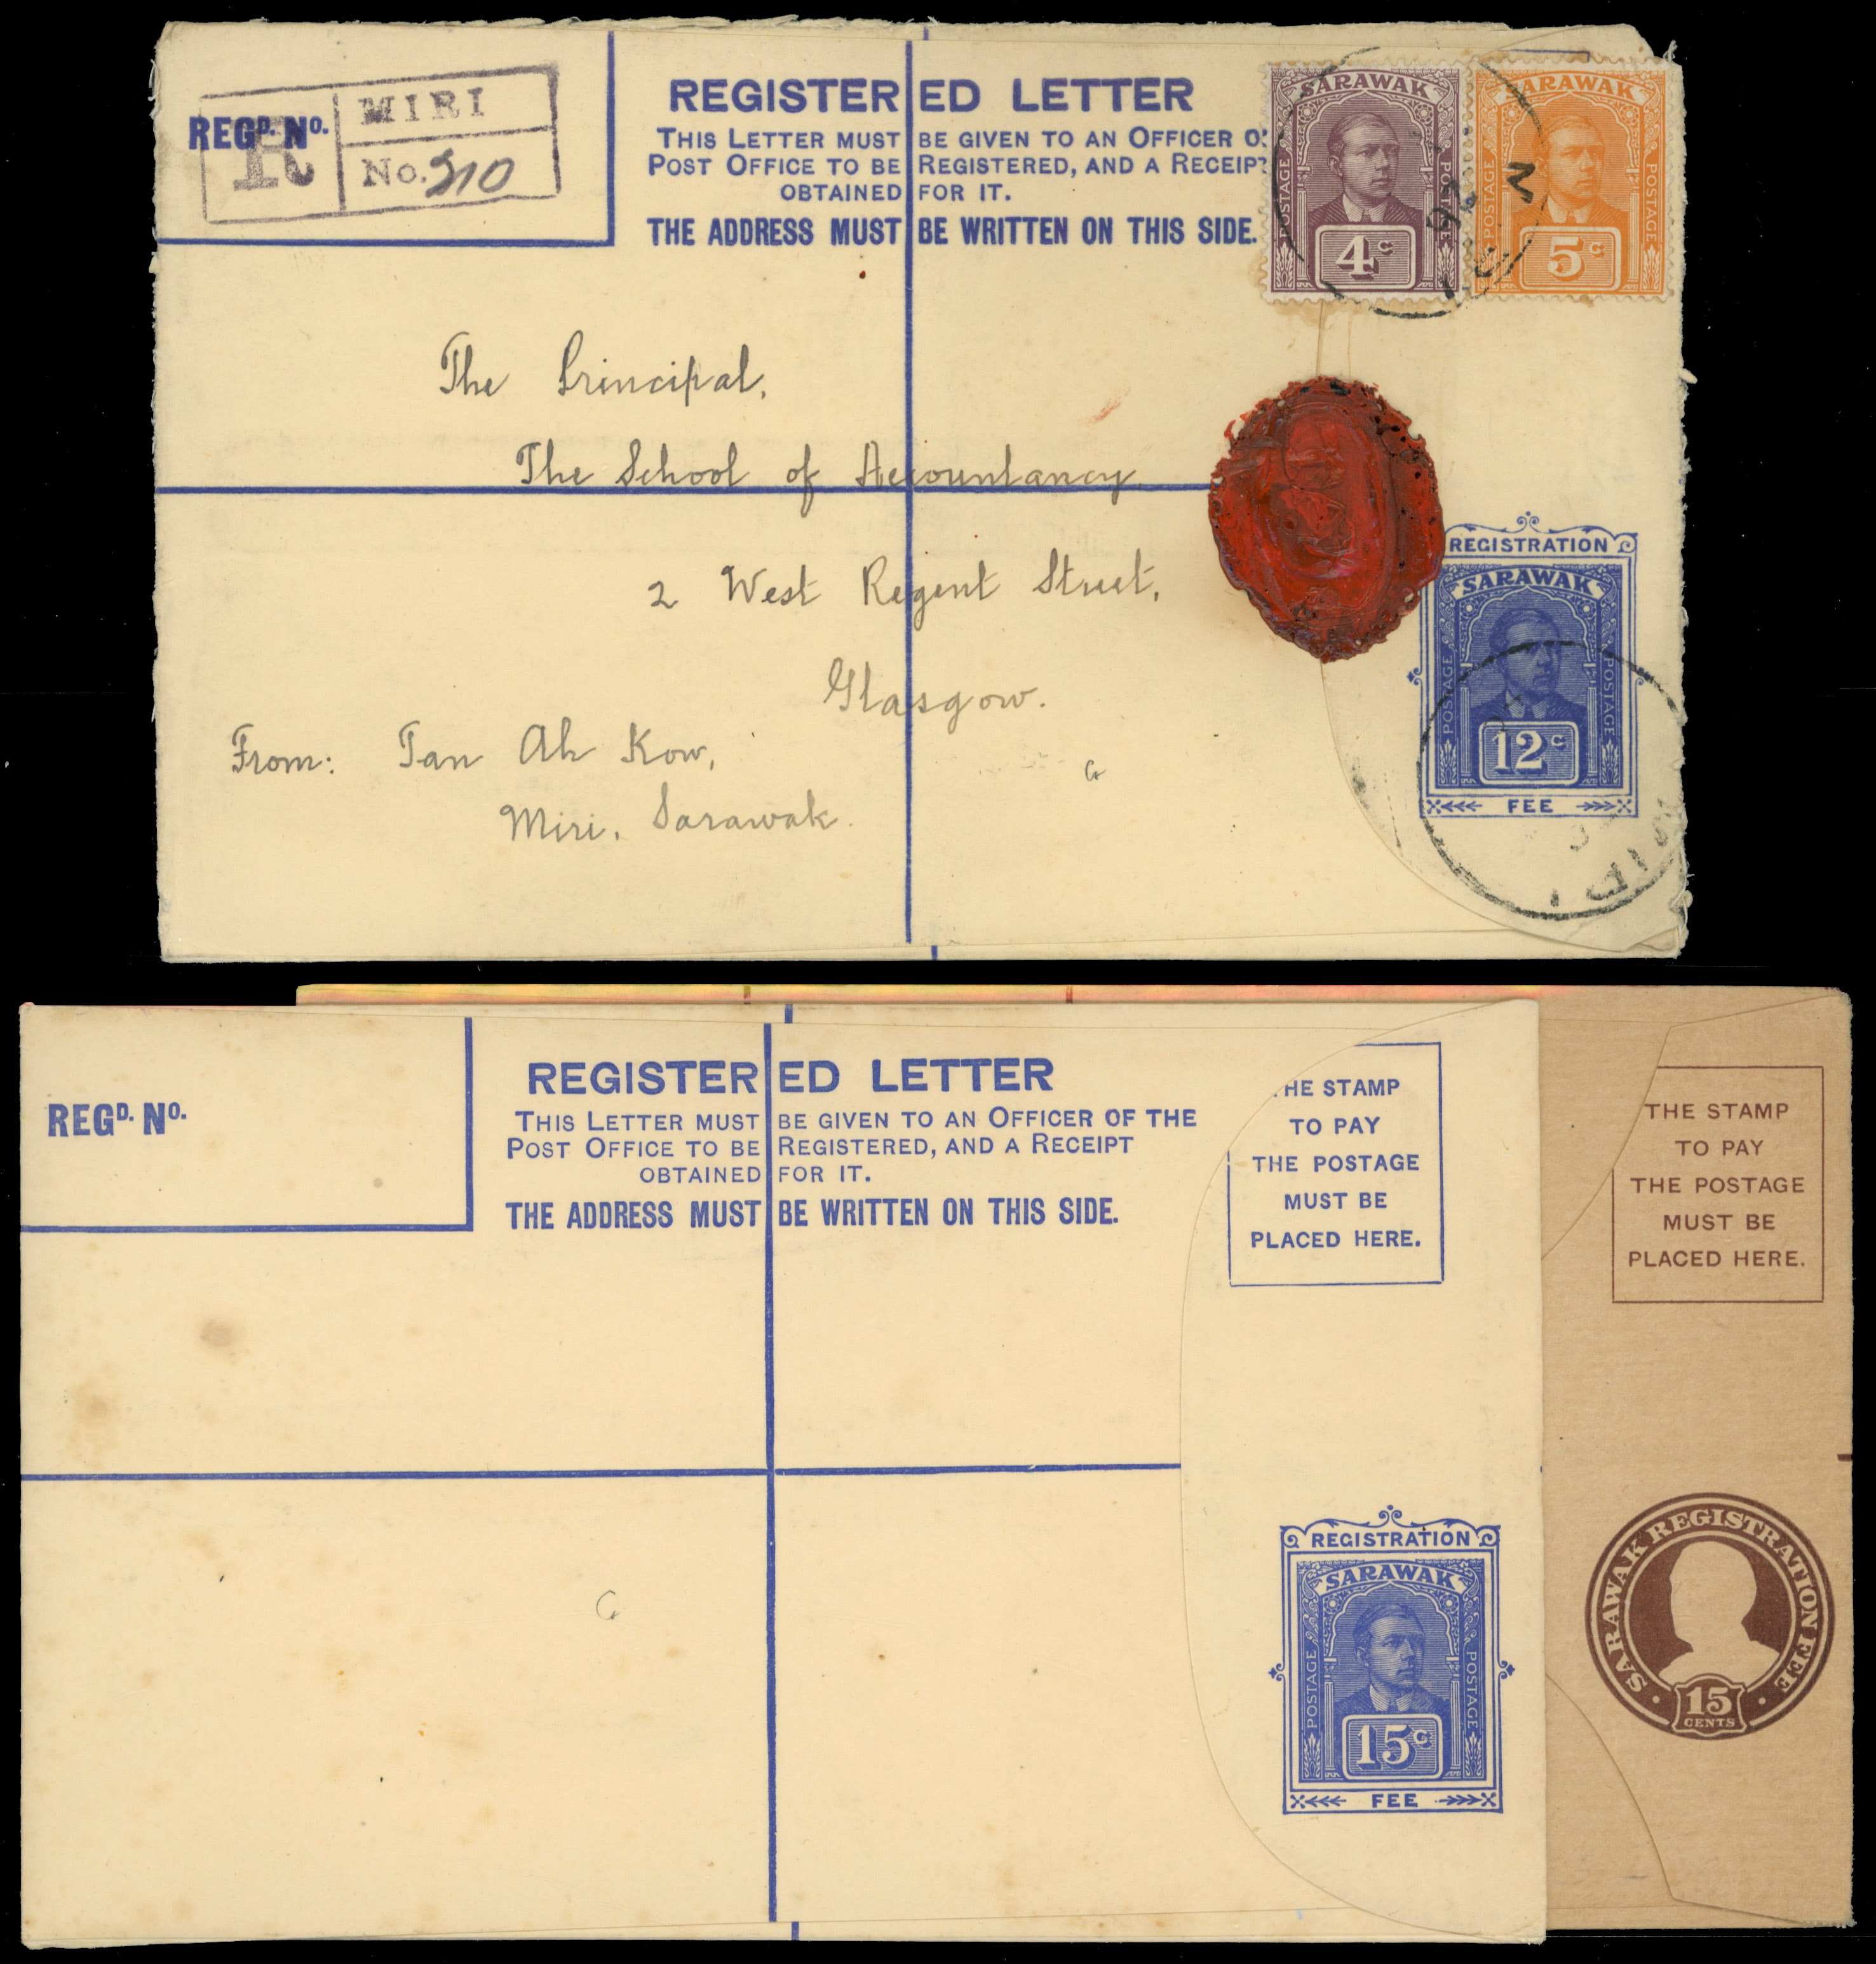 REGD. No.
R
MIRI
No. 310
REGISTERED LETTER
THIS LETTER MUST BE GIVEN TO AN OFFICER
POST OFFICE TO BE REGISTERED, AND A RECEIPT
OBTAINED FOR IT.
THE ADDRESS MUST BE WRITTEN ON THIS SIDE.
SARAWAK
POSTAGE POSTAGE
4c
SARAWAK
POSTAGE POSTAGE
5c
The Principal,
The School of Accountancy
2 West Regent Street,
Glasgow.
From: Tan Ah Kow,
Miri, Sarawak.
REGISTRATION
SARAWAK
POSTAGE POSTAGE
12c
FEE
REGD. No.
REGISTERED LETTER
THIS LETTER MUST BE GIVEN TO AN OFFICER OF THE
POST OFFICE TO BE REGISTERED, AND A RECEIPT
OBTAINED FOR IT.
THE ADDRESS MUST BE WRITTEN ON THIS SIDE.
HE STAMP
TO PAY
THE POSTAGE
MUST BE
PLACED HERE.
REGISTRATION
SARAWAK
POSTAGE POSTAGE
15c
FEE
THE STAMP
TO PAY
THE POSTAGE
MUST BE
PLACED HERE.
SARAWAK REGISTRATION FEE
15
CENTS